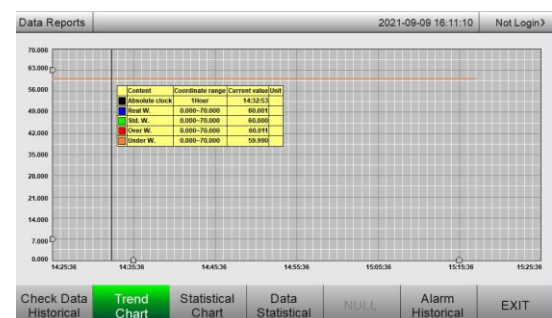 Data Reports 2021-09-09 16:11:10 Not Login>
70.000
63.000
56.000
49.000
42.000
35.000
28.000
21.000
14.000
7.000
0.000
Content Coordinate range Current value Unit
Absolute clock 1Hour 14:32:53
Real W. 0.000~70.000 60.001
Std. W. 0.000~70.000 60.000
Over W. 0.000~70.000 60.011
Under W. 0.000~70.000 59.990
14:25:36 14:35:36 14:45:36 14:55:36 15:05:36 15:15:36 15:25:36
Check Data Historical
Trend Chart
Statistical Chart
Data Statistical
NULL
Alarm Historical
EXIT